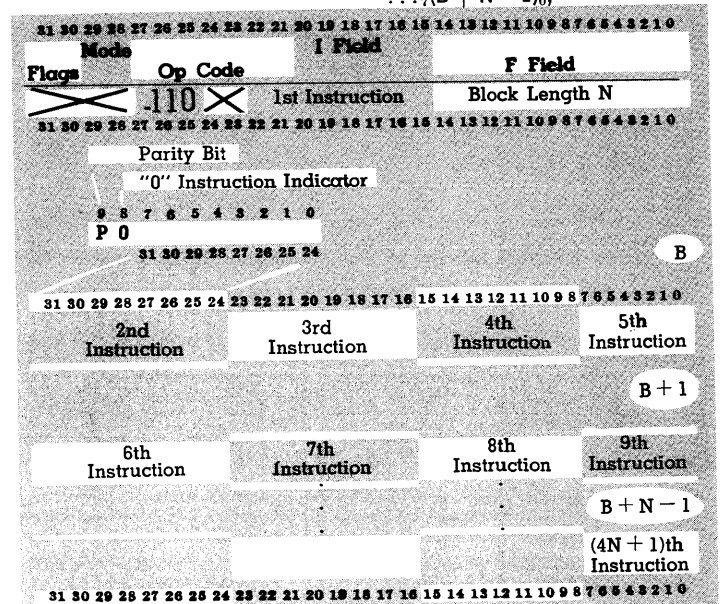 31 30 29 28 27 26 25 24 23 22 21 20 19 18 17 16 15 14 13 12 11 10 9 8 7 6 5 4 3 2 1 0
Mode I Field
Flags Op Code F Field
-110 1st Instruction Block Length N
31 30 29 28 27 26 25 24 23 22 21 20 19 18 17 16 15 14 13 12 11 10 9 8 7 6 5 4 3 2 1 0
Parity Bit
"0" Instruction Indicator
9 8 7 6 5 4 3 2 1 0
P 0
31 30 29 28 27 26 25 24
B
31 30 29 28 27 26 25 24 23 22 21 20 19 18 17 16 15 14 13 12 11 10 9 8 7 6 5 4 3 2 1 0
2nd 3rd 4th 5th
Instruction Instruction Instruction Instruction
B + 1
6th 7th 8th 9th
Instruction Instruction Instruction Instruction
B + N − 1
(4N + 1)th
Instruction
31 30 29 28 27 26 25 24 23 22 21 20 19 18 17 16 15 14 13 12 11 10 9 8 7 6 5 4 3 2 1 0